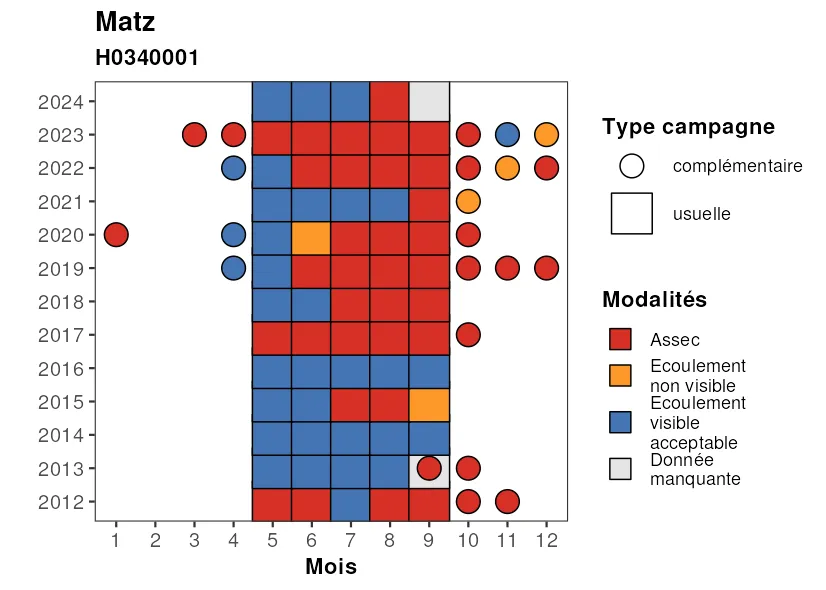 Matz
H0340001
2024
2023
2022
2021
2020
2019
2018
2017
2016
2015
2014
2013
2012
1 2 3 4 5 6 7 8 9 10 11 12
Mois
Type campagne
complémentaire
usuelle
Modalités
Assec
Ecoulement
non visible
Ecoulement
visible
acceptable
Donnée
manquante